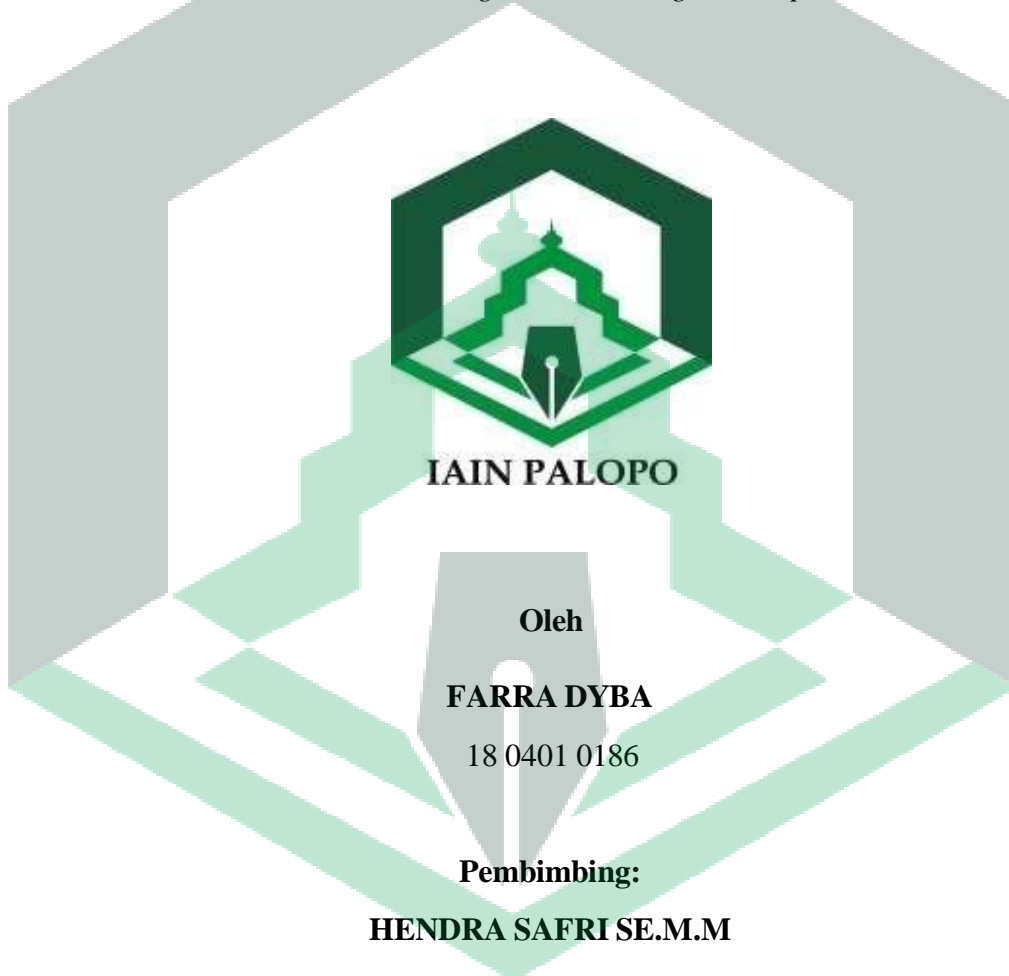 IAIN PALOPO
Oleh
FARRA DYBA
18 0401 0186
Pembimbing:
HENDRA SAFRI SE.M.M